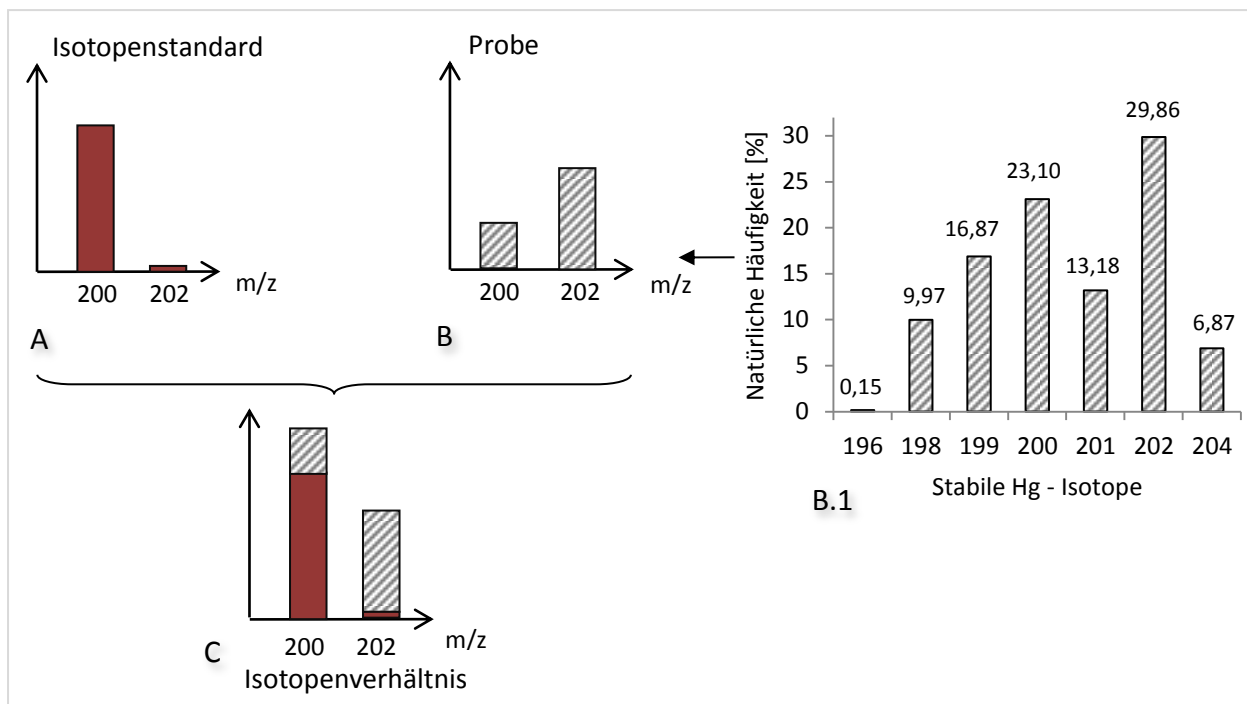 Isotopenstandard
200 202 m/z
A
Probe
200 202 m/z
B
Natürliche Häufigkeit [%]
30
25
20
15
10
5
0
0,15
9,97
16,87
23,10
13,18
29,86
6,87
196 198 199 200 201 202 204
Stabile Hg - Isotope
B.1
200 202 m/z
C
Isotopenverhältnis